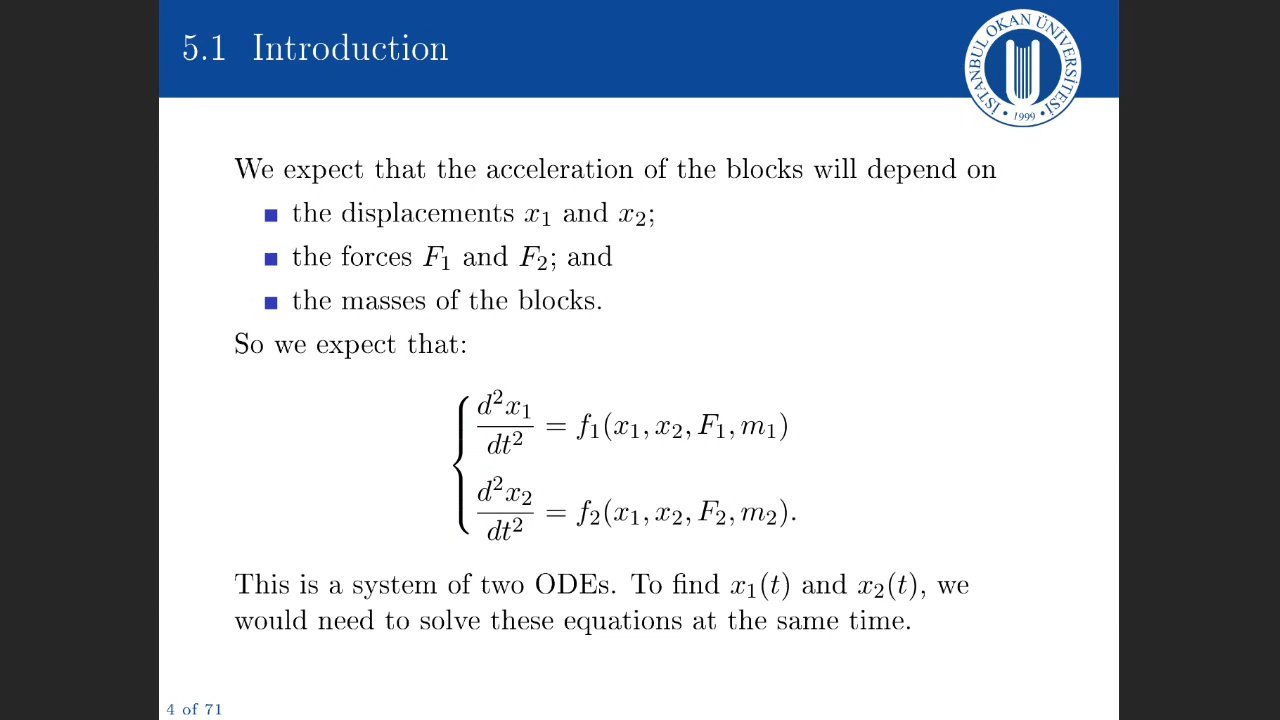 5.1 Introduction
İSTANBUL OKAN ÜNİVERSİTESİ
• 1999 •
We expect that the acceleration of the blocks will depend on
■ the displacements x₁ and x₂;
■ the forces F₁ and F₂; and
■ the masses of the blocks.
So we expect that:
d²x₁/dt² = f₁(x₁, x₂, F₁, m₁)
d²x₂/dt² = f₂(x₁, x₂, F₂, m₂).
This is a system of two ODEs. To find x₁(t) and x₂(t), we
would need to solve these equations at the same time.
4 of 71